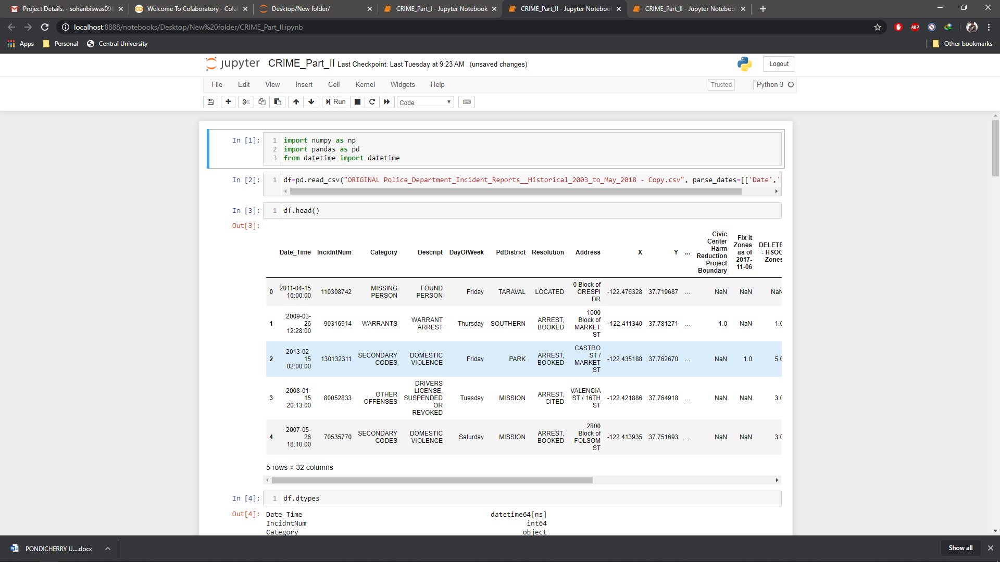 Project Details. - sohanbiswas09
Welcome To Colaboratory - Colab
Desktop/New folder/
CRIME_Part_I - Jupyter Notebook
CRIME_Part_II - Jupyter Notebook
CRIME_Part_II - Jupyter Notebook
localhost:8888/notebooks/Desktop/New%20folder/CRIME_Part_II.ipynb
ABP
Apps Personal Central University Other bookmarks
jupyter CRIME_Part_II Last Checkpoint: Last Tuesday at 9:23 AM (unsaved changes)
Logout
File Edit View Insert Cell Kernel Widgets Help
Trusted Python 3
Run Code
In [1]:
1 import numpy as np
2 import pandas as pd
3 from datetime import datetime
In [2]:
1 df=pd.read_csv("ORIGINAL Police_Department_Incident_Reports__Historical_2003_to_May_2018 - Copy.csv", parse_dates=[['Date','
In [3]:
1 df.head()
Out[3]:
Date_Time IncidntNum Category Descript DayOfWeek PdDistrict Resolution Address X Y ... Civic Center Harm Reduction Project Boundary Fix It Zones as of 2017-11-06 DELETE - HSOC Zones
0 2011-04-15 16:00:00 110308742 MISSING PERSON FOUND PERSON Friday TARAVAL LOCATED 0 Block of CRESPI DR -122.476328 37.719687 ... NaN NaN NaN
1 2009-03-26 12:28:00 90316914 WARRANTS WARRANT ARREST Thursday SOUTHERN ARREST, BOOKED 1000 Block of MARKET ST -122.411340 37.781271 ... 1.0 NaN 1.0
2 2013-02-15 02:00:00 130132311 SECONDARY CODES DOMESTIC VIOLENCE Friday PARK ARREST, BOOKED CASTRO ST / MARKET ST -122.435188 37.762670 ... NaN 1.0 5.0
3 2008-01-15 20:13:00 80052833 OTHER OFFENSES DRIVERS LICENSE, SUSPENDED OR REVOKED Tuesday MISSION ARREST, CITED VALENCIA ST / 16TH ST -122.421886 37.764918 ... NaN NaN 3.0
4 2007-05-26 18:10:00 70535770 SECONDARY CODES DOMESTIC VIOLENCE Saturday MISSION ARREST, BOOKED 2800 Block of FOLSOM ST -122.413935 37.751693 ... NaN NaN 3.0
5 rows × 32 columns
In [4]:
1 df.dtypes
Out[4]:
Date_Time datetime64[ns]
IncidntNum int64
Category object
PONDICHERRY U....docx
Show all